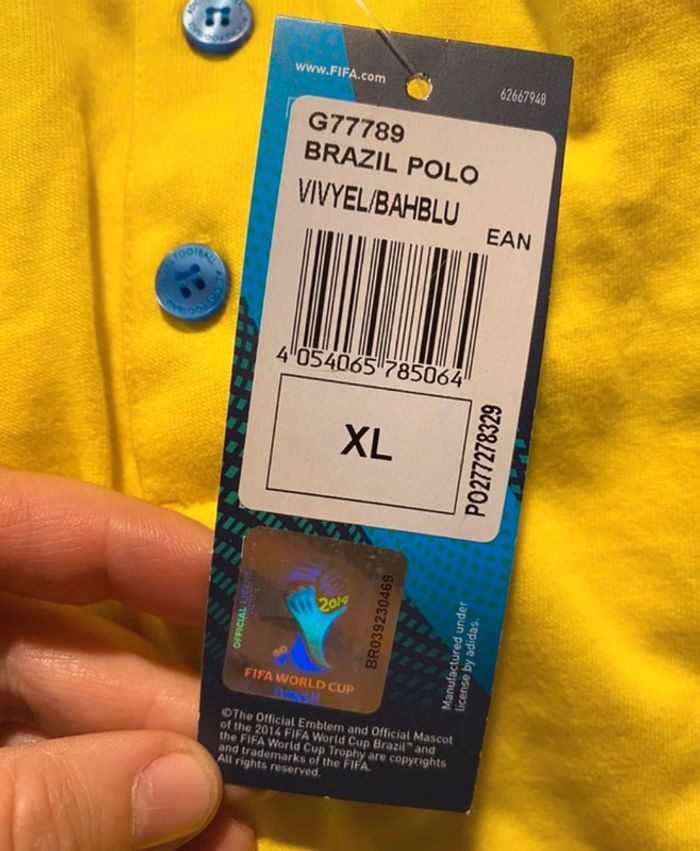 www.FIFA.com
62667948
G77789
BRAZIL POLO
VIVYEL/BAHBLU
EAN
4 054065 785064
XL
PO277278329
2014
OFFICIAL
BR039230469
FIFA WORLD CUP
Brasil
Manufactured under
license by adidas.
©The Official Emblem and Official Mascot
of the 2014 FIFA World Cup Brazil™ and
the FIFA World Cup Trophy are copyrights
and trademarks of the FIFA.
All rights reserved.
FOOTBALL